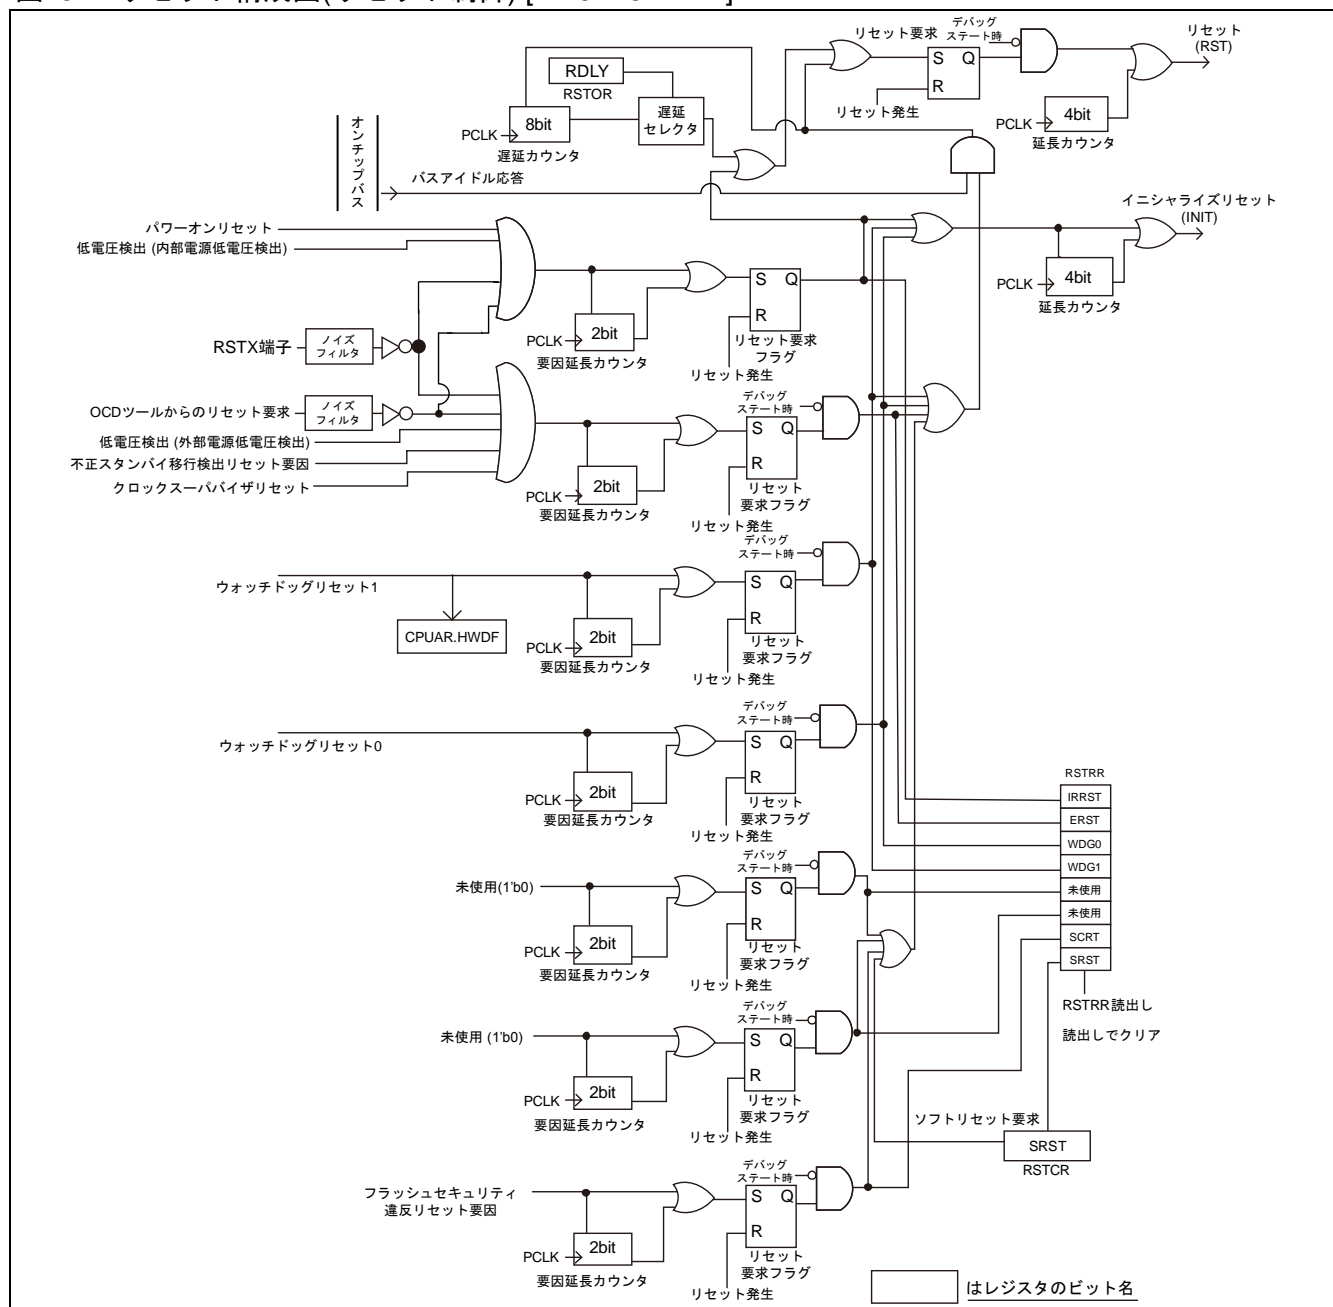 デバッグ
ステート時
リセット要求
リセット
(RST)
RDLY
RSTOR
S Q
R
リセット発生
8bit
PCLK
遅延カウンタ
遅延
セレクタ
4bit
PCLK
延長カウンタ
オンチップバス
バスアイドル応答
イニシャライズリセット
(INIT)
パワーオンリセット
低電圧検出 (内部電源低電圧検出)
4bit
PCLK
延長カウンタ
S Q
R
2bit
PCLK
要因延長カウンタ
リセット要求
フラグ
リセット発生
RSTX端子
ノイズ
フィルタ
OCDツールからのリセット要求
ノイズ
フィルタ
低電圧検出 (外部電源低電圧検出)
不正スタンバイ移行検出リセット要因
クロックスーパバイザリセット
デバッグ
ステート時
S Q
R
2bit
PCLK
要因延長カウンタ
リセット
要求フラグ
リセット発生
デバッグ
ステート時
ウォッチドッグリセット1
CPUAR.HWDF
S Q
R
2bit
PCLK
要因延長カウンタ
リセット
要求フラグ
リセット発生
デバッグ
ステート時
ウォッチドッグリセット0
S Q
R
2bit
PCLK
要因延長カウンタ
リセット
要求フラグ
リセット発生
RSTRR
IRRST
ERST
WDG0
WDG1
未使用
未使用
SCRT
SRST
RSTRR読出し
読出しでクリア
デバッグ
ステート時
未使用(1'b0)
S Q
R
2bit
PCLK
要因延長カウンタ
リセット
要求フラグ
リセット発生
デバッグ
ステート時
未使用 (1'b0)
S Q
R
2bit
PCLK
要因延長カウンタ
リセット
要求フラグ
リセット発生
ソフトリセット要求
SRST
RSTCR
デバッグ
ステート時
フラッシュセキュリティ
違反リセット要因
S Q
R
2bit
PCLK
要因延長カウンタ
リセット
要求フラグ
リセット発生
はレジスタのビット名